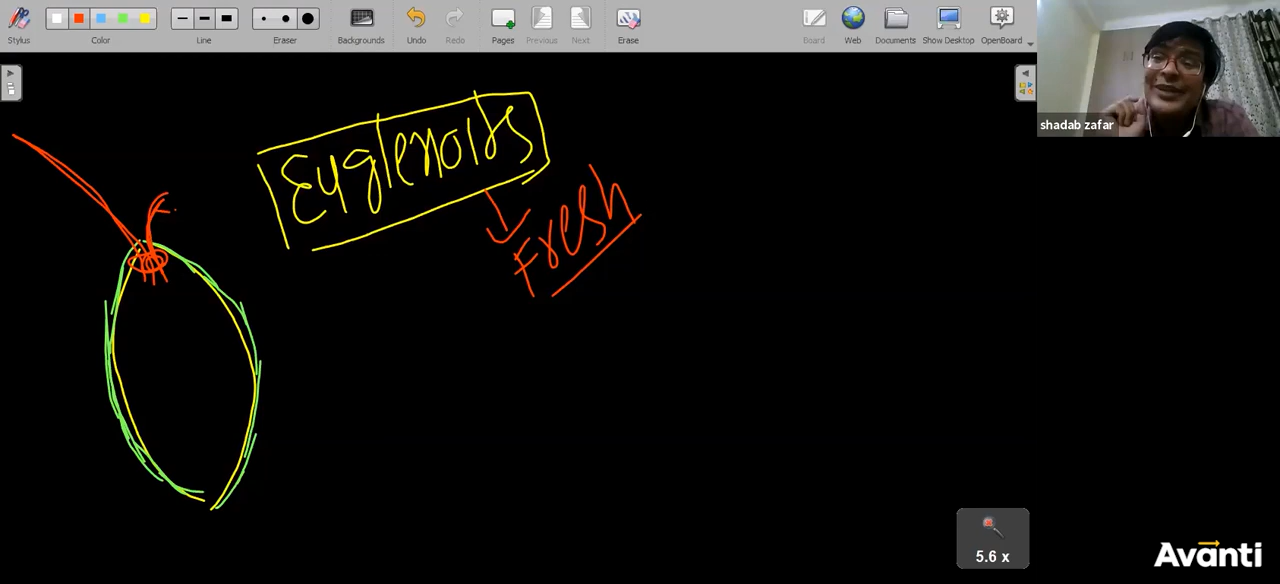 Stylus
Color
Line
Eraser
Backgrounds
Undo
Redo
Pages
Previous
Next
Erase
Board
Web
Documents
Show Desktop
OpenBoard
shadab zafar
Euglenoids
Fresh
5.6 x
Avanti